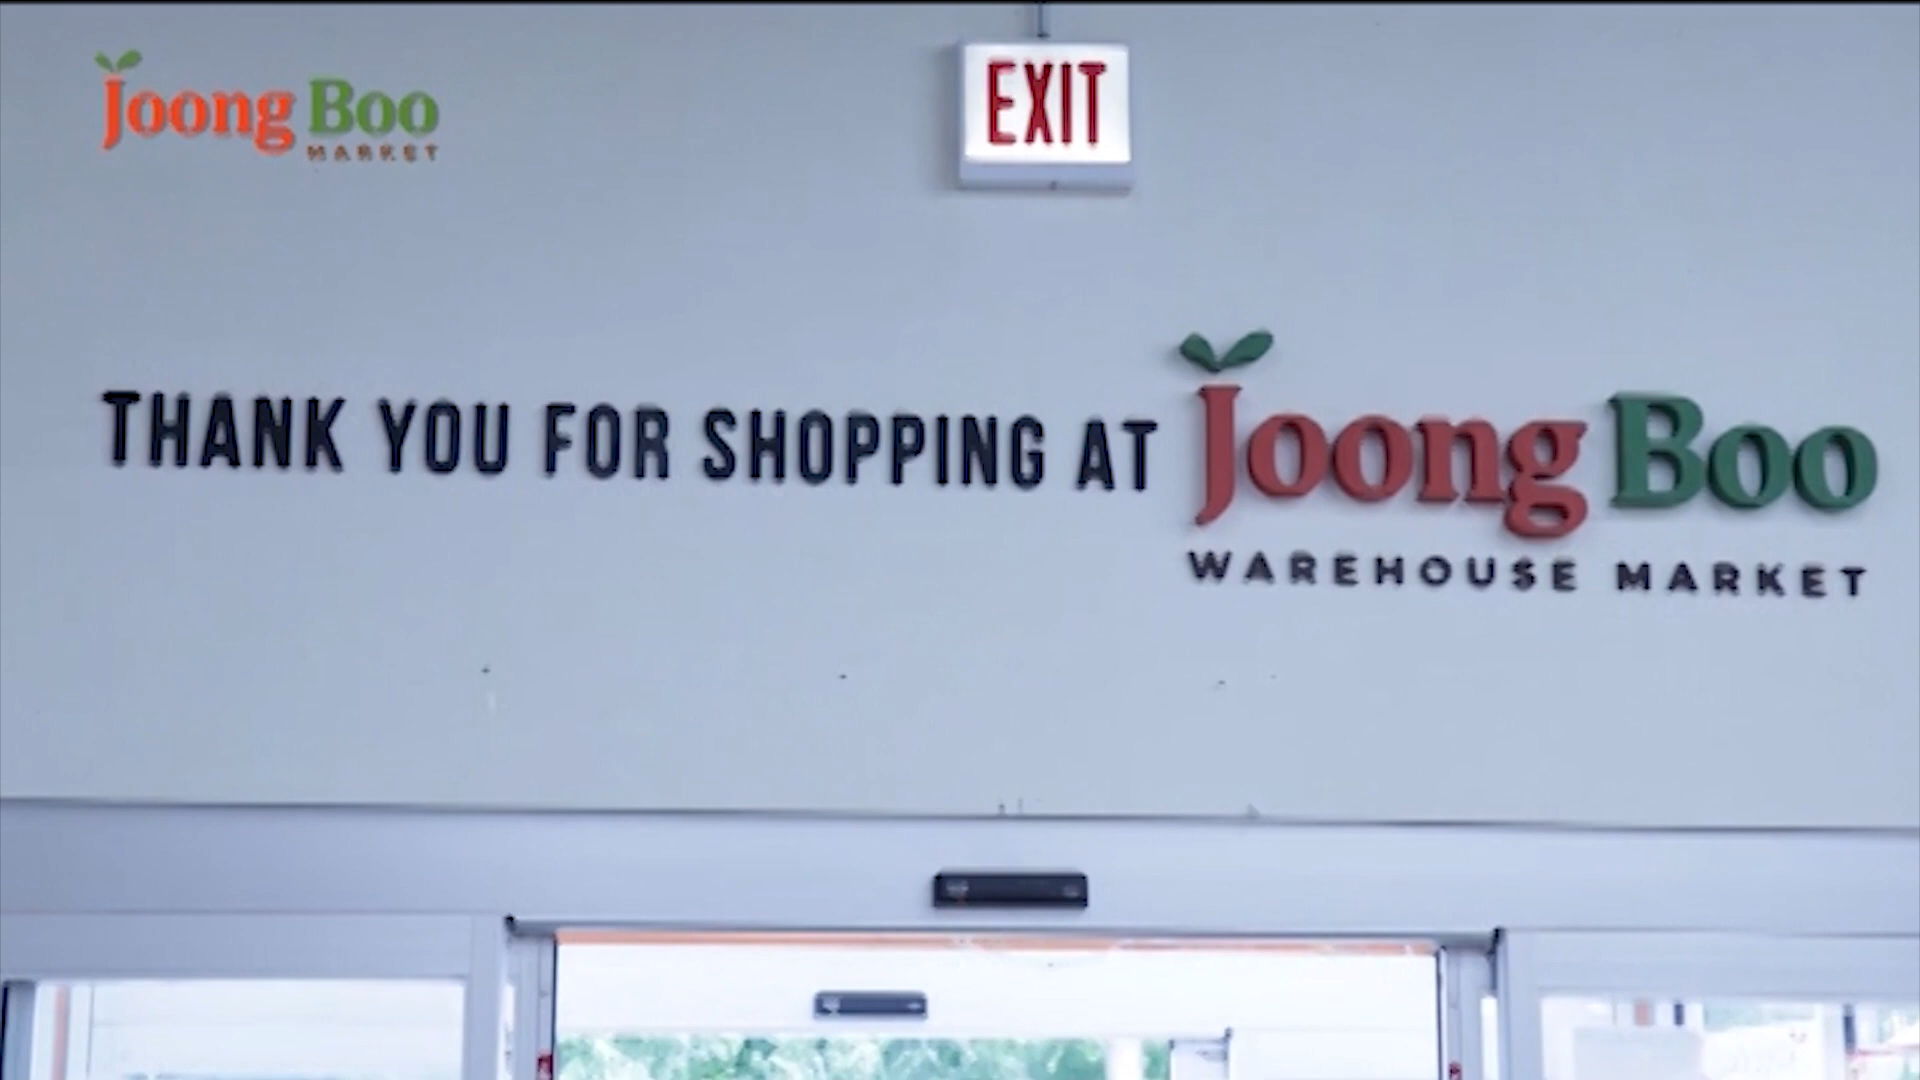 Joong Boo
MARKET
EXIT
THANK YOU FOR SHOPPING AT Joong Boo
WAREHOUSE MARKET